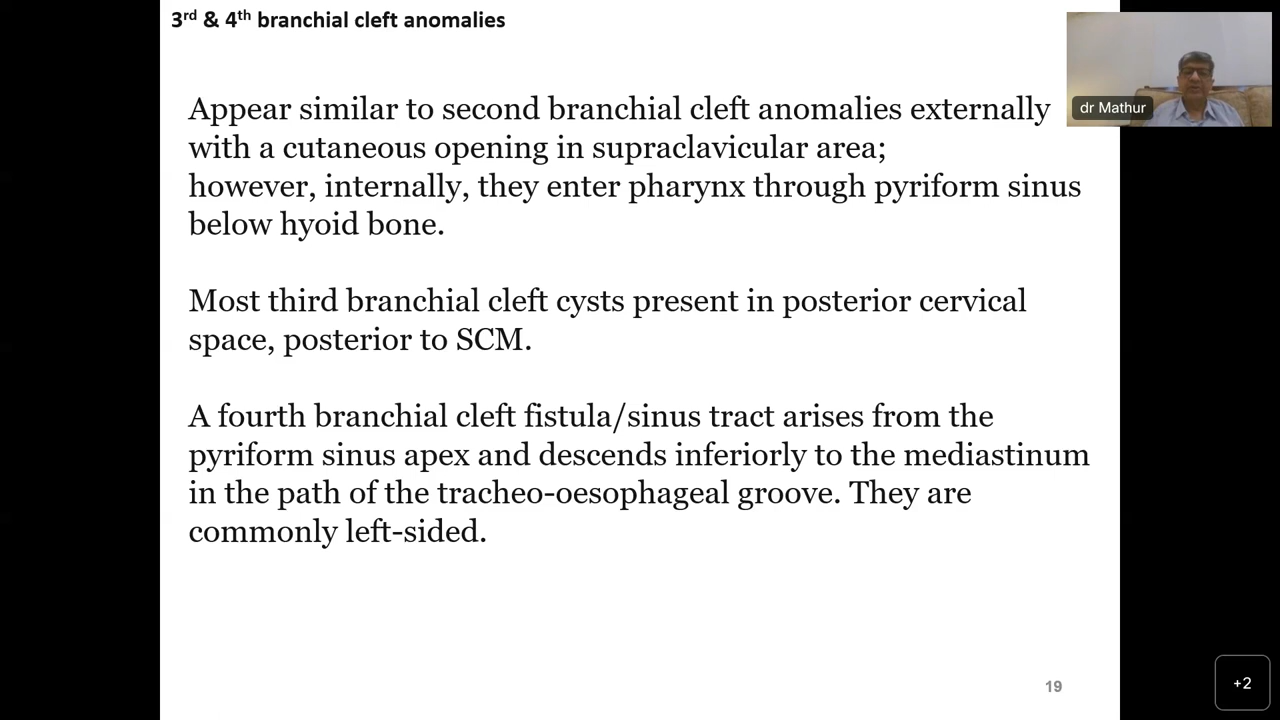 3rd & 4th branchial cleft anomalies
dr Mathur
Appear similar to second branchial cleft anomalies externally
with a cutaneous opening in supraclavicular area;
however, internally, they enter pharynx through pyriform sinus
below hyoid bone.
Most third branchial cleft cysts present in posterior cervical
space, posterior to SCM.
A fourth branchial cleft fistula/sinus tract arises from the
pyriform sinus apex and descends inferiorly to the mediastinum
in the path of the tracheo-oesophageal groove. They are
commonly left-sided.
19
+2